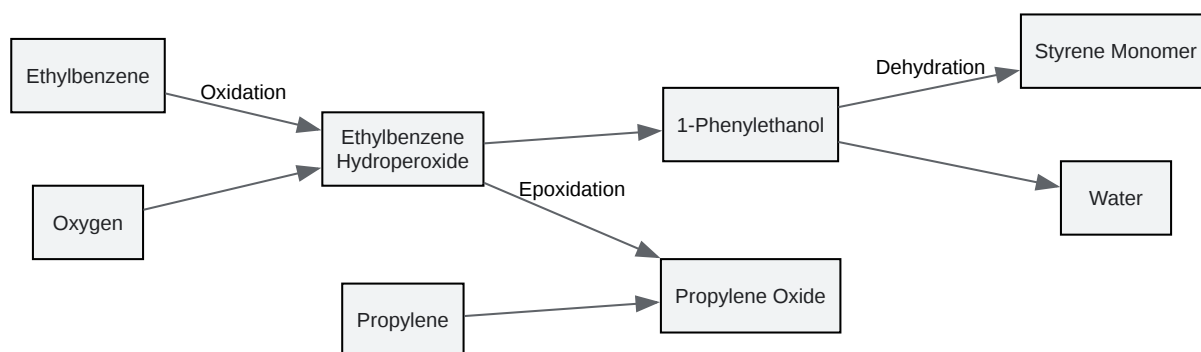 Ethylbenzene
Oxidation
Oxygen
Ethylbenzene
Hydroperoxide
Epoxidation
Propylene
1-Phenylethanol
Propylene Oxide
Dehydration
Styrene Monomer
Water